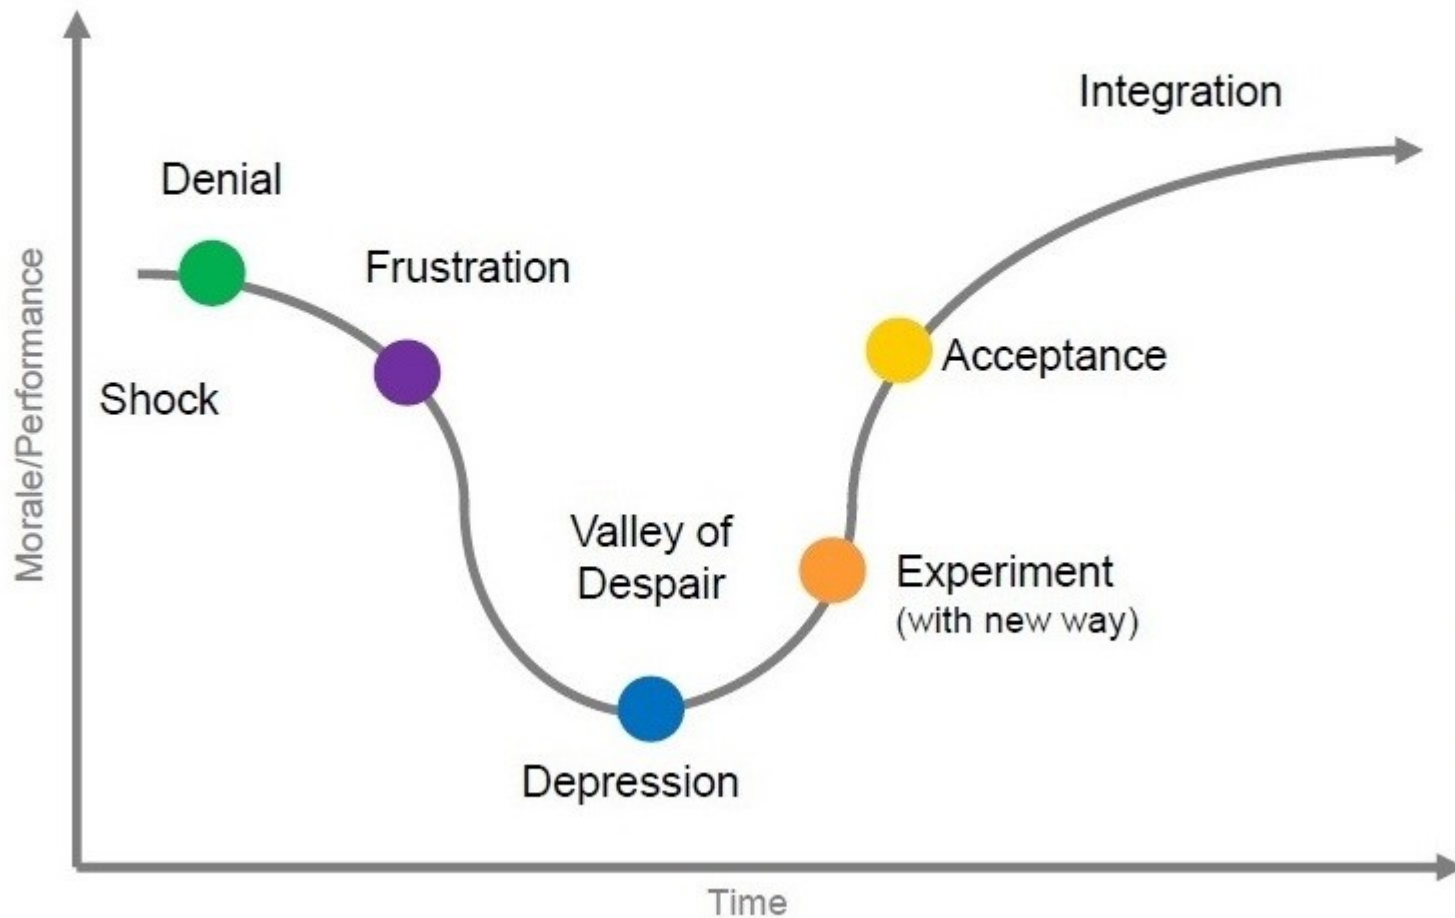 Integration
Denial
Frustration
Acceptance
Shock
Valley of
Despair
Experiment
(with new way)
Depression
Morale/Performance
Time